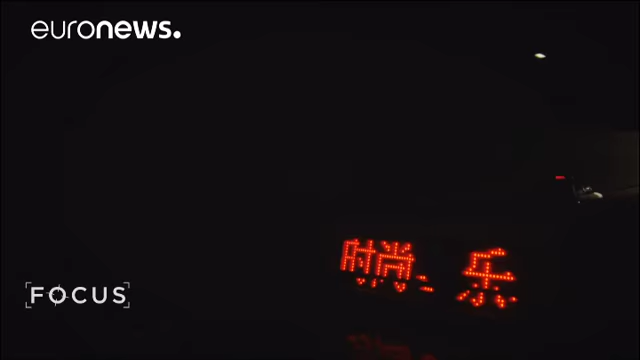 euronews.
时尚 乐
FOCUS